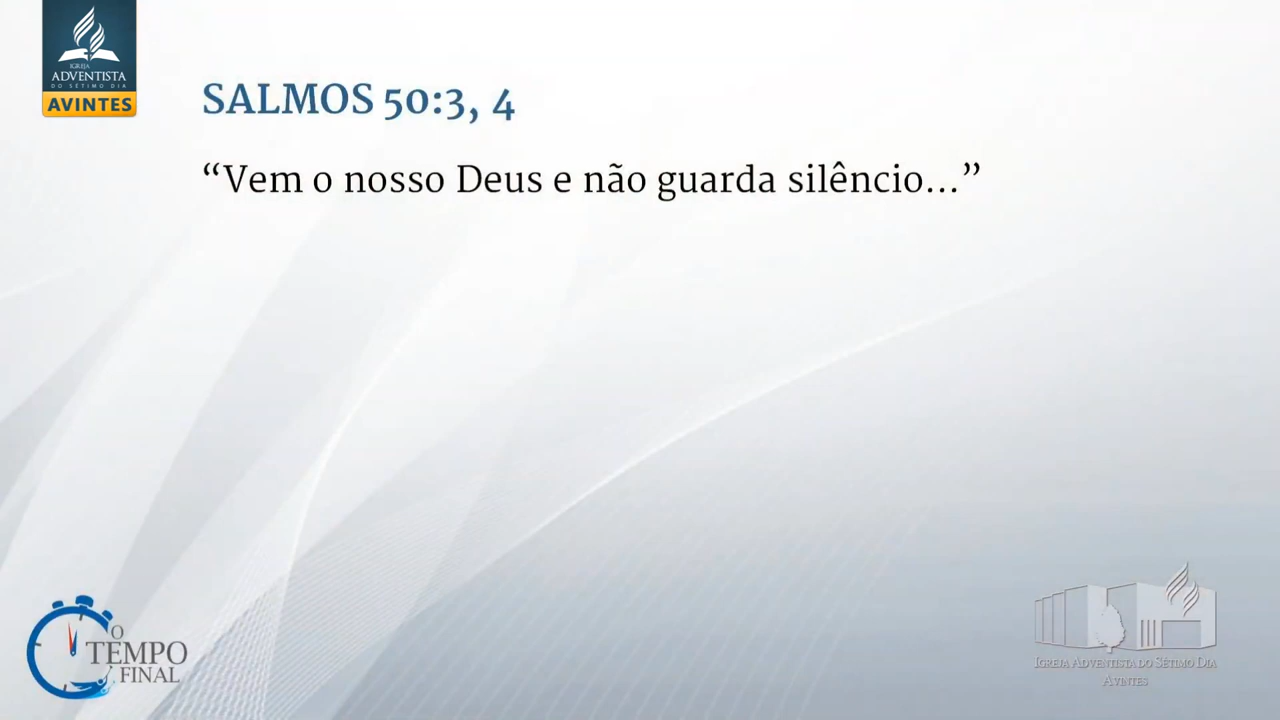 IGREJA
ADVENTISTA
DO SÉTIMO DIA
AVINTES
SALMOS 50:3, 4
“Vem o nosso Deus e não guarda silêncio...”
O
TEMPO
FINAL
IGREJA ADVENTISTA DO SÉTIMO DIA
AVINTES